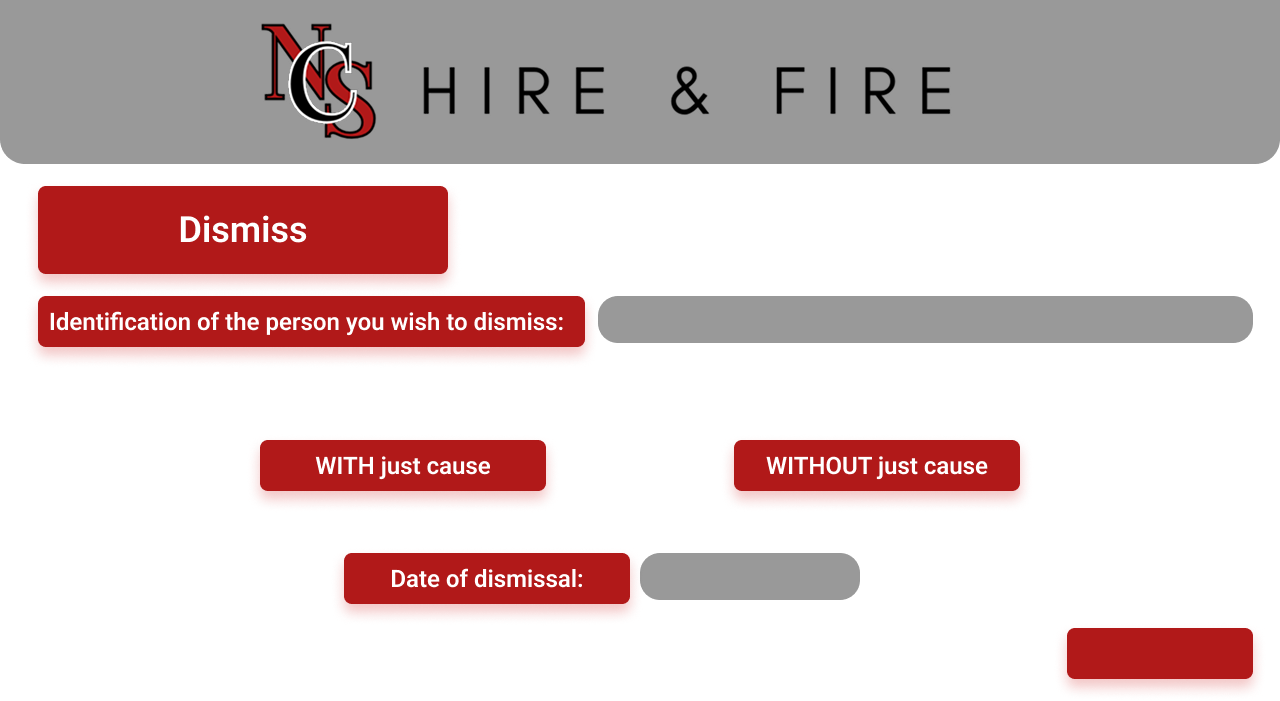 NCS
HIRE & FIRE
Dismiss
Identification of the person you wish to dismiss:
WITH just cause
WITHOUT just cause
Date of dismissal: